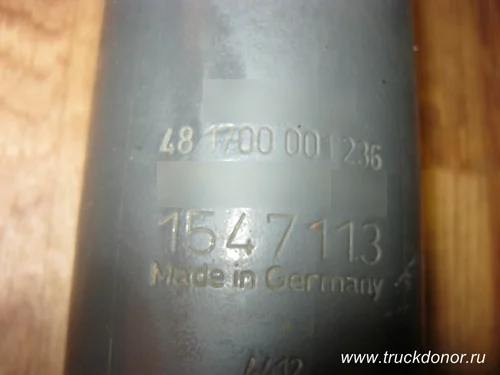 48 1700 001 236
1547113
Made in Germany
www.truckdonor.ru